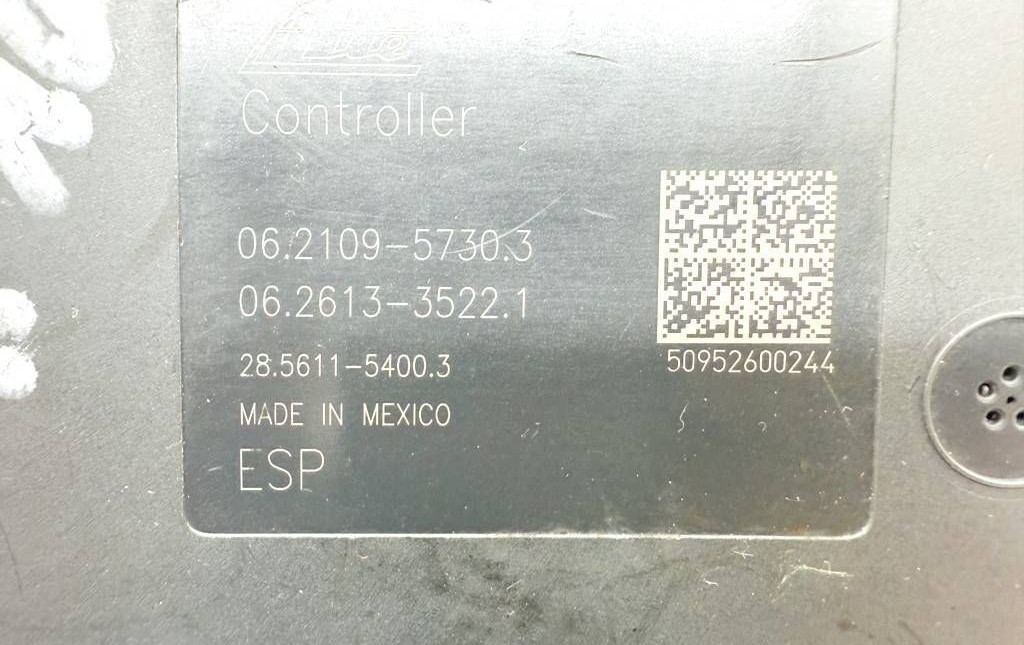 Controller
06.2109-5730.3
06.2613-3522.1
28.5611-5400.3
50952600244
MADE IN MEXICO
ESP